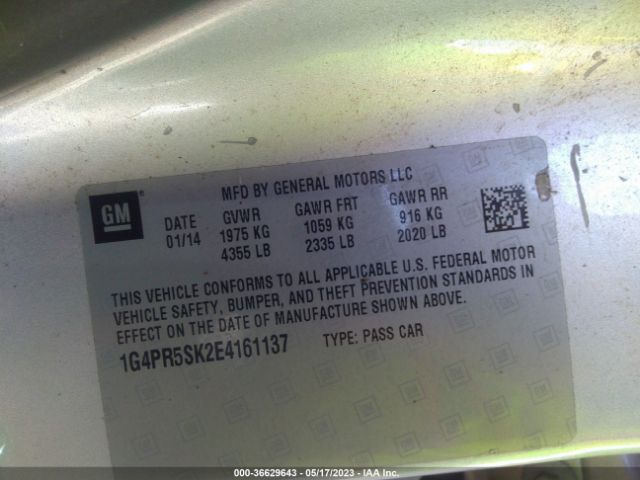 MFD BY GENERAL MOTORS LLC
GM
DATE GVWR GAWR FRT GAWR RR
01/14 1975 KG 1059 KG 916 KG
4355 LB 2335 LB 2020 LB
THIS VEHICLE CONFORMS TO ALL APPLICABLE U.S. FEDERAL MOTOR
VEHICLE SAFETY, BUMPER, AND THEFT PREVENTION STANDARDS IN
EFFECT ON THE DATE OF MANUFACTURE SHOWN ABOVE.
1G4PR5SK2E4161137 TYPE: PASS CAR
000-36629643 - 05/17/2023 - IAA Inc.